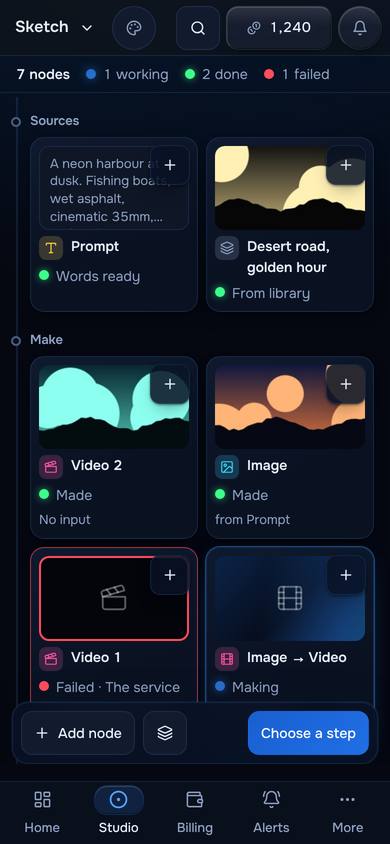 Sketch
1,240
7 nodes
1 working
2 done
1 failed
Sources
A neon harbour at
dusk. Fishing boats,
wet asphalt,
cinematic 35mm,...
Prompt
Words ready
Desert road,
golden hour
From library
Make
Video 2
Made
No input
Image
Made
from Prompt
Video 1
Failed · The service
Image → Video
Making
Add node
Choose a step
Home
Studio
Billing
Alerts
More